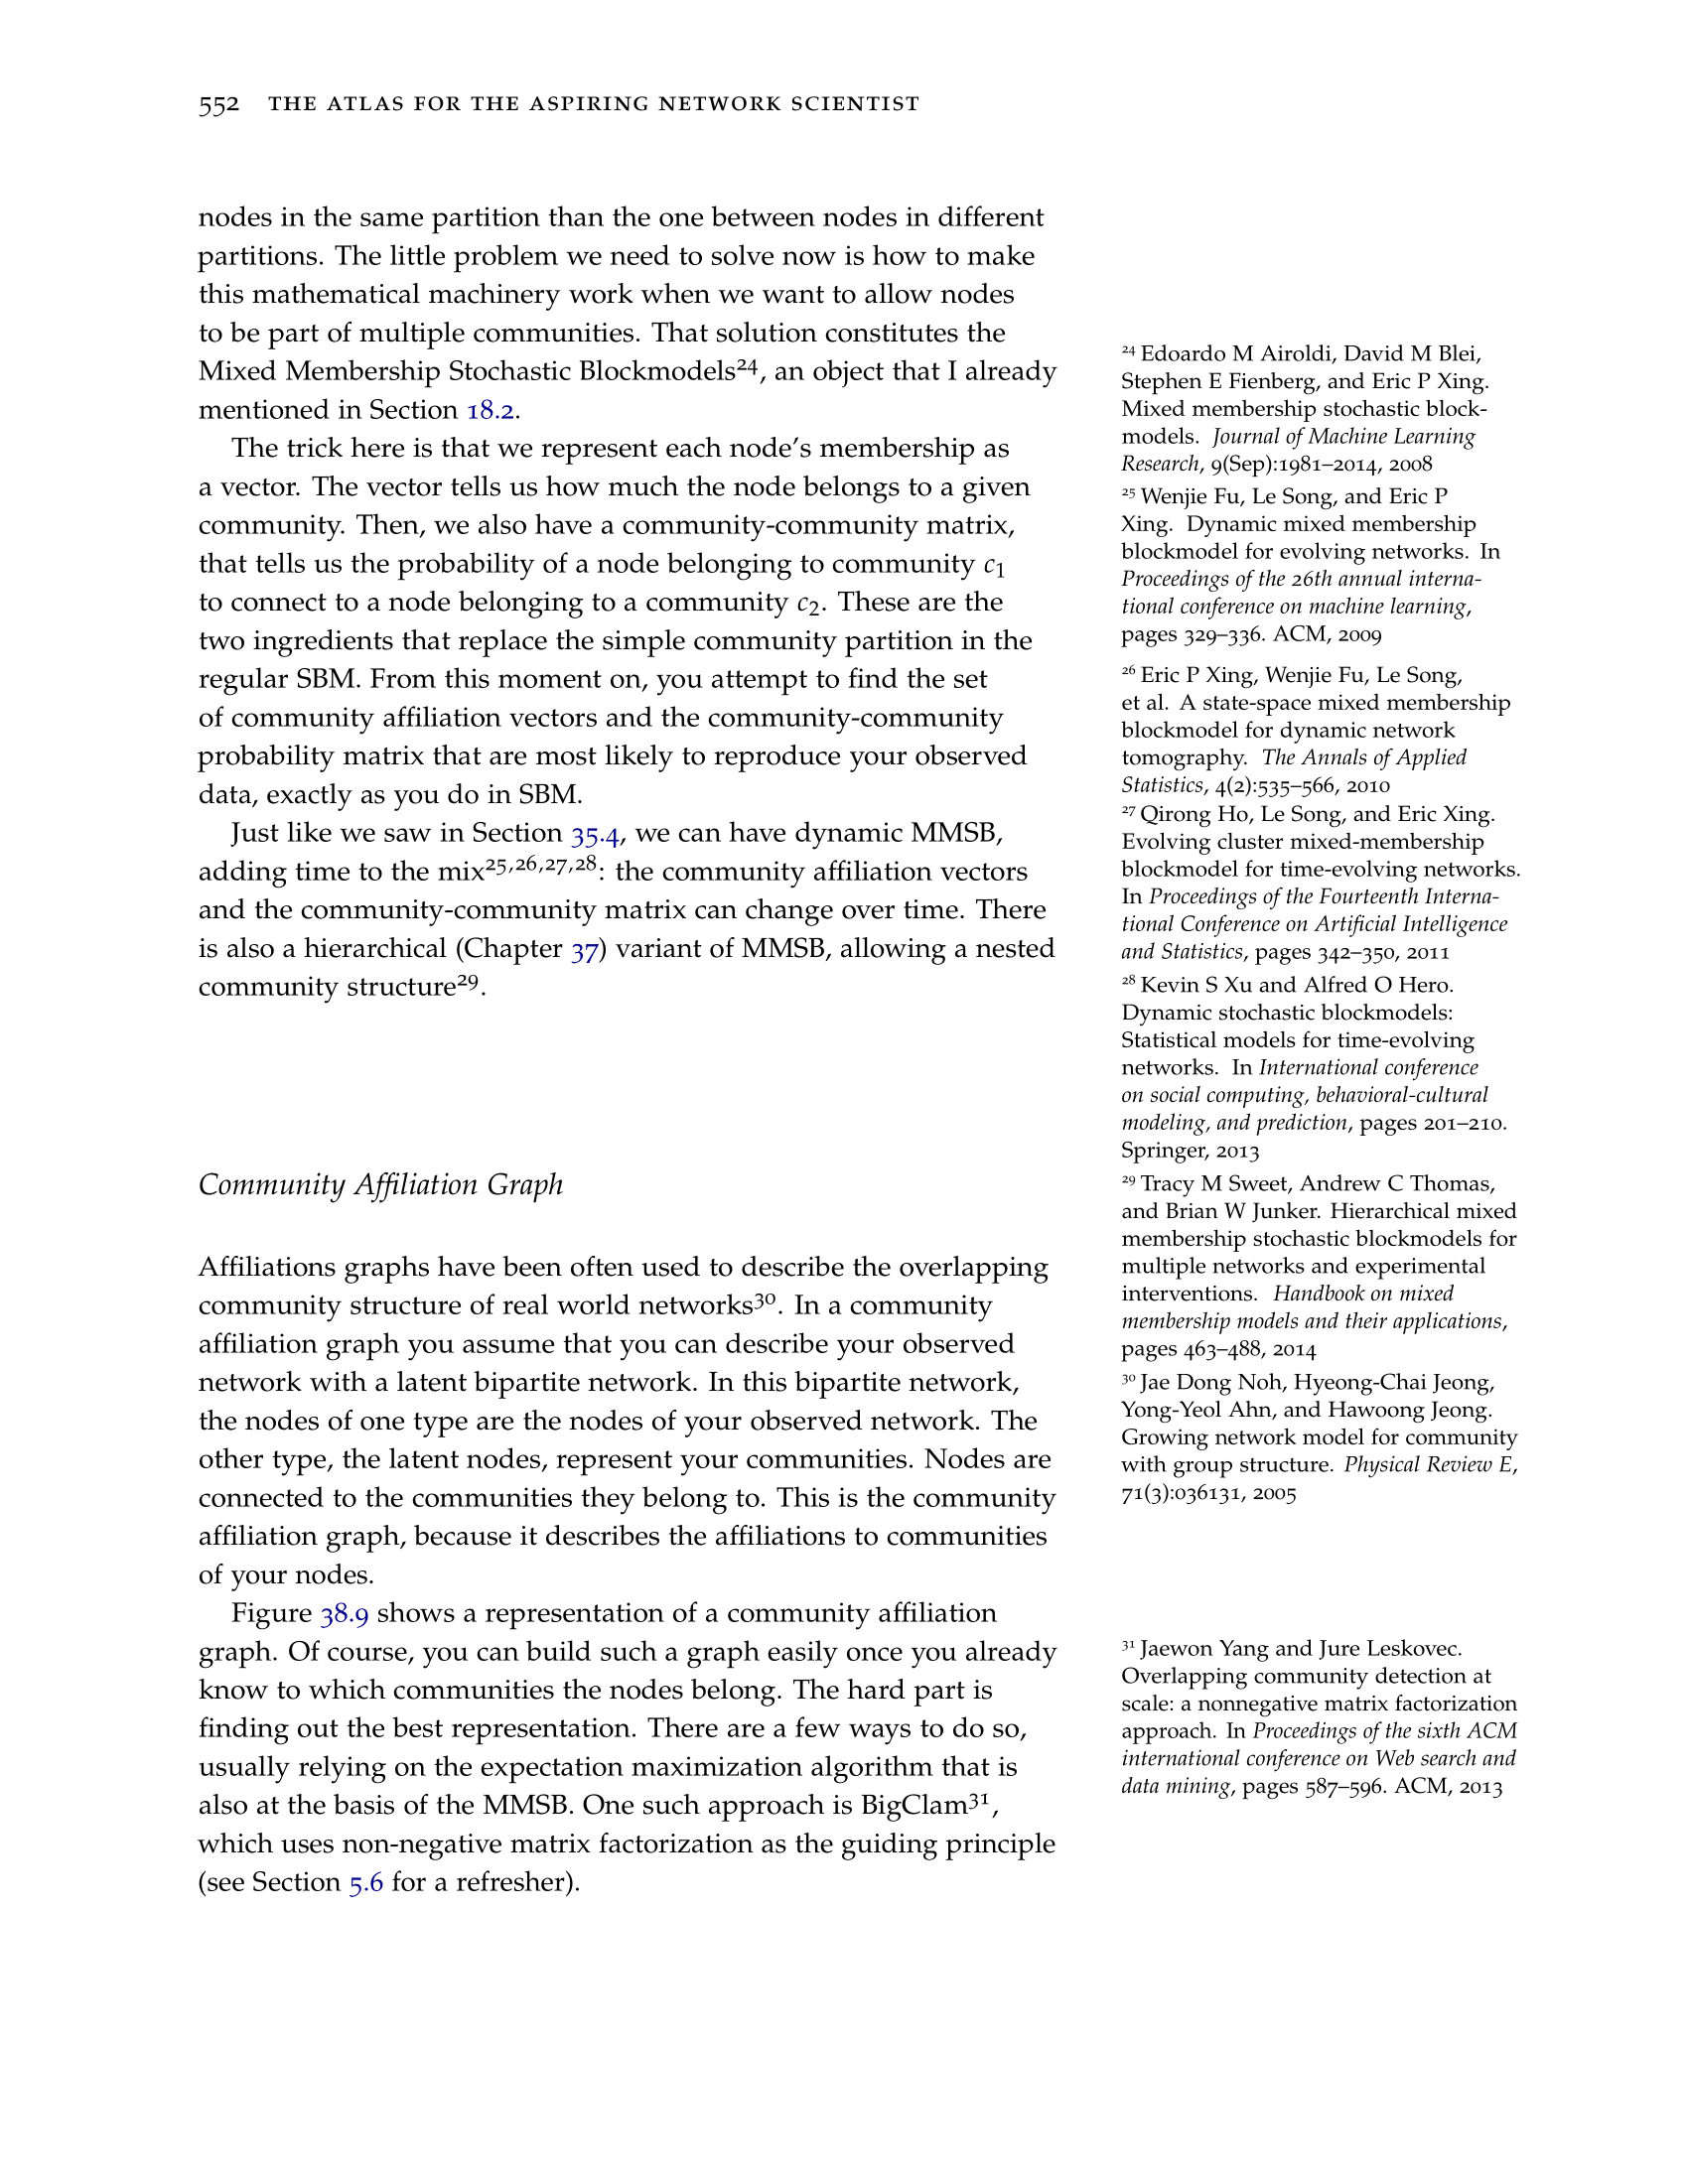 552 THE ATLAS FOR THE ASPIRING NETWORK SCIENTIST
nodes in the same partition than the one between nodes in different
partitions. The little problem we need to solve now is how to make
this mathematical machinery work when we want to allow nodes
to be part of multiple communities. That solution constitutes the
Mixed Membership Stochastic Blockmodels24, an object that I already
mentioned in Section 18.2.
The trick here is that we represent each node's membership as
a vector. The vector tells us how much the node belongs to a given
community. Then, we also have a community-community matrix,
that tells us the probability of a node belonging to community c1
to connect to a node belonging to a community c2. These are the
two ingredients that replace the simple community partition in the
regular SBM. From this moment on, you attempt to find the set
of community affiliation vectors and the community-community
probability matrix that are most likely to reproduce your observed
data, exactly as you do in SBM.
Just like we saw in Section 35.4, we can have dynamic MMSB,
adding time to the mix25,26,27,28: the community affiliation vectors
and the community-community matrix can change over time. There
is also a hierarchical (Chapter 37) variant of MMSB, allowing a nested
community structure29.
Community Affiliation Graph
Affiliations graphs have been often used to describe the overlapping
community structure of real world networks30. In a community
affiliation graph you assume that you can describe your observed
network with a latent bipartite network. In this bipartite network,
the nodes of one type are the nodes of your observed network. The
other type, the latent nodes, represent your communities. Nodes are
connected to the communities they belong to. This is the community
affiliation graph, because it describes the affiliations to communities
of your nodes.
Figure 38.9 shows a representation of a community affiliation
graph. Of course, you can build such a graph easily once you already
know to which communities the nodes belong. The hard part is
finding out the best representation. There are a few ways to do so,
usually relying on the expectation maximization algorithm that is
also at the basis of the MMSB. One such approach is BigClam31,
which uses non-negative matrix factorization as the guiding principle
(see Section 5.6 for a refresher).
24 Edoardo M Airoldi, David M Blei,
Stephen E Fienberg, and Eric P Xing.
Mixed membership stochastic block-
models. Journal of Machine Learning
Research, 9(Sep):1981–2014, 2008
25 Wenjie Fu, Le Song, and Eric P
Xing. Dynamic mixed membership
blockmodel for evolving networks. In
Proceedings of the 26th annual interna-
tional conference on machine learning,
pages 329–336. ACM, 2009
26 Eric P Xing, Wenjie Fu, Le Song,
et al. A state-space mixed membership
blockmodel for dynamic network
tomography. The Annals of Applied
Statistics, 4(2):535–566, 2010
27 Qirong Ho, Le Song, and Eric Xing.
Evolving cluster mixed-membership
blockmodel for time-evolving networks.
In Proceedings of the Fourteenth Interna-
tional Conference on Artificial Intelligence
and Statistics, pages 342–350, 2011
28 Kevin S Xu and Alfred O Hero.
Dynamic stochastic blockmodels:
Statistical models for time-evolving
networks. In International conference
on social computing, behavioral-cultural
modeling, and prediction, pages 201–210.
Springer, 2013
29 Tracy M Sweet, Andrew C Thomas,
and Brian W Junker. Hierarchical mixed
membership stochastic blockmodels for
multiple networks and experimental
interventions. Handbook on mixed
membership models and their applications,
pages 463–488, 2014
30 Jae Dong Noh, Hyeong-Chai Jeong,
Yong-Yeol Ahn, and Hawoong Jeong.
Growing network model for community
with group structure. Physical Review E,
71(3):036131, 2005
31 Jaewon Yang and Jure Leskovec.
Overlapping community detection at
scale: a nonnegative matrix factorization
approach. In Proceedings of the sixth ACM
international conference on Web search and
data mining, pages 587–596. ACM, 2013